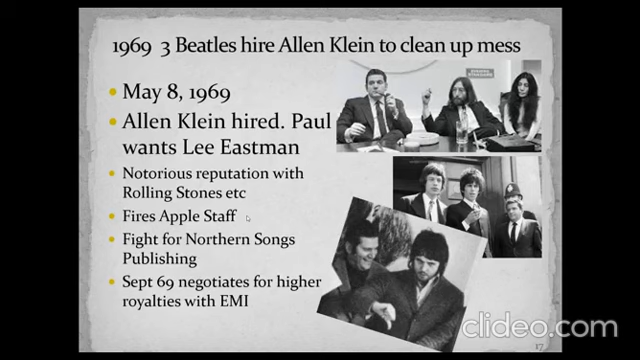 1969 3 Beatles hire Allen Klein to clean up mess
May 8, 1969
Allen Klein hired. Paul
wants Lee Eastman
Notorious reputation with
Rolling Stones etc
Fires Apple Staff
Fight for Northern Songs
Publishing
Sept 69 negotiates for higher
royalties with EMI
clideo.com
17